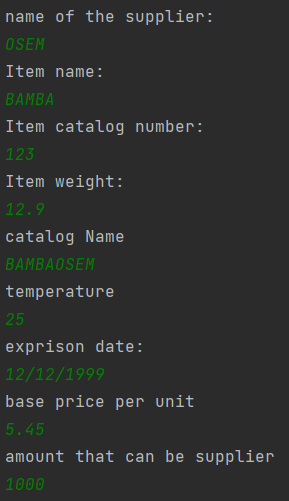 name of the supplier:
OSEM
Item name:
BAMBA
Item catalog number:
123
Item weight:
12.9
catalog Name
BAMBAOSEM
temperature
25
exprison date:
12/12/1999
base price per unit
5.45
amount that can be supplier
1000